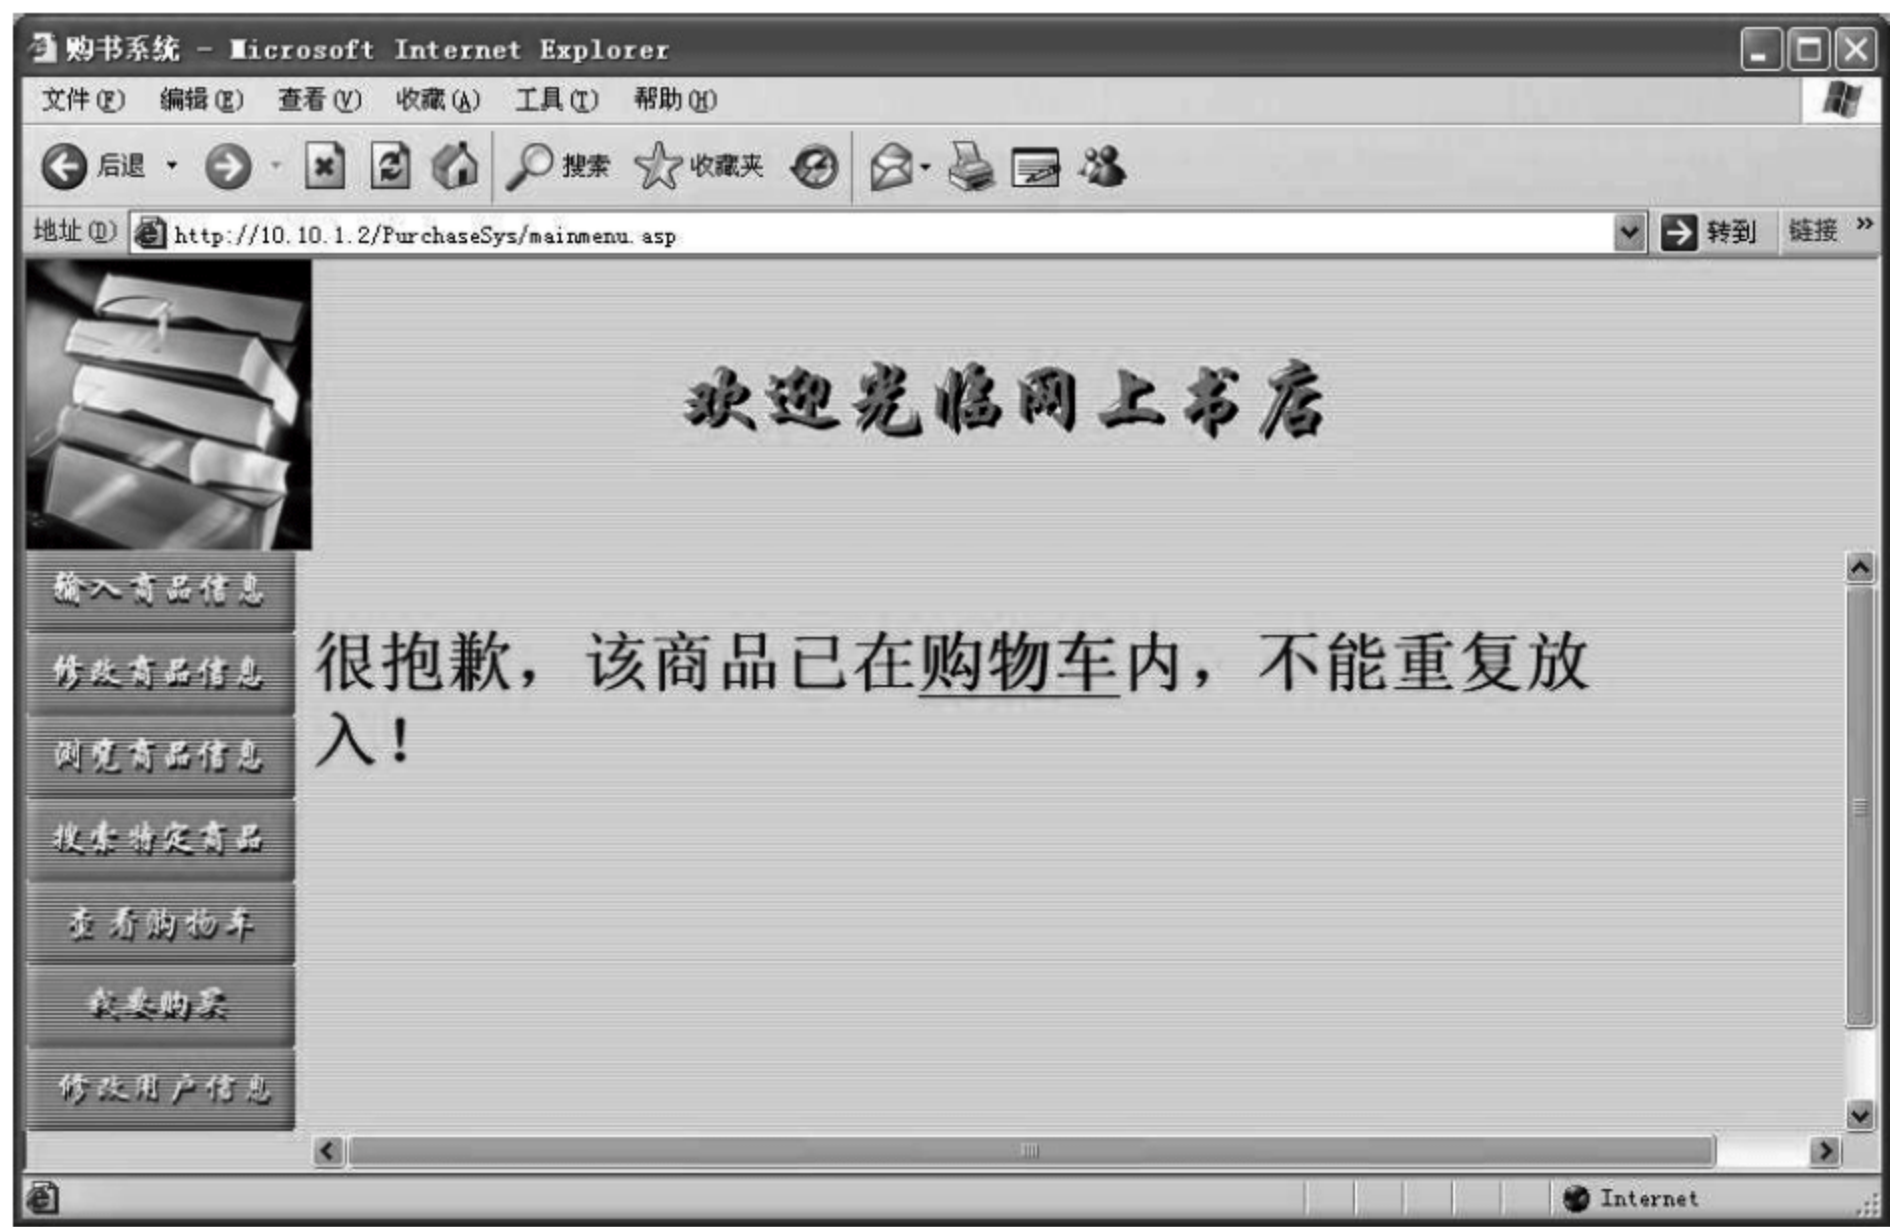 购书系统 - Microsoft Internet Explorer
文件(F) 编辑(E) 查看(V) 收藏(A) 工具(T) 帮助(H)
后退 搜索 收藏夹
地址(D) http://10.10.1.2/PurchaseSys/mainmenu.asp 转到 链接 »
欢迎光临网上书店
输入商品信息
修改商品信息
浏览商品信息
搜索特定商品
查看购物车
我要购买
修改用户信息
很抱歉，该商品已在购物车内，不能重复放
入！
Internet